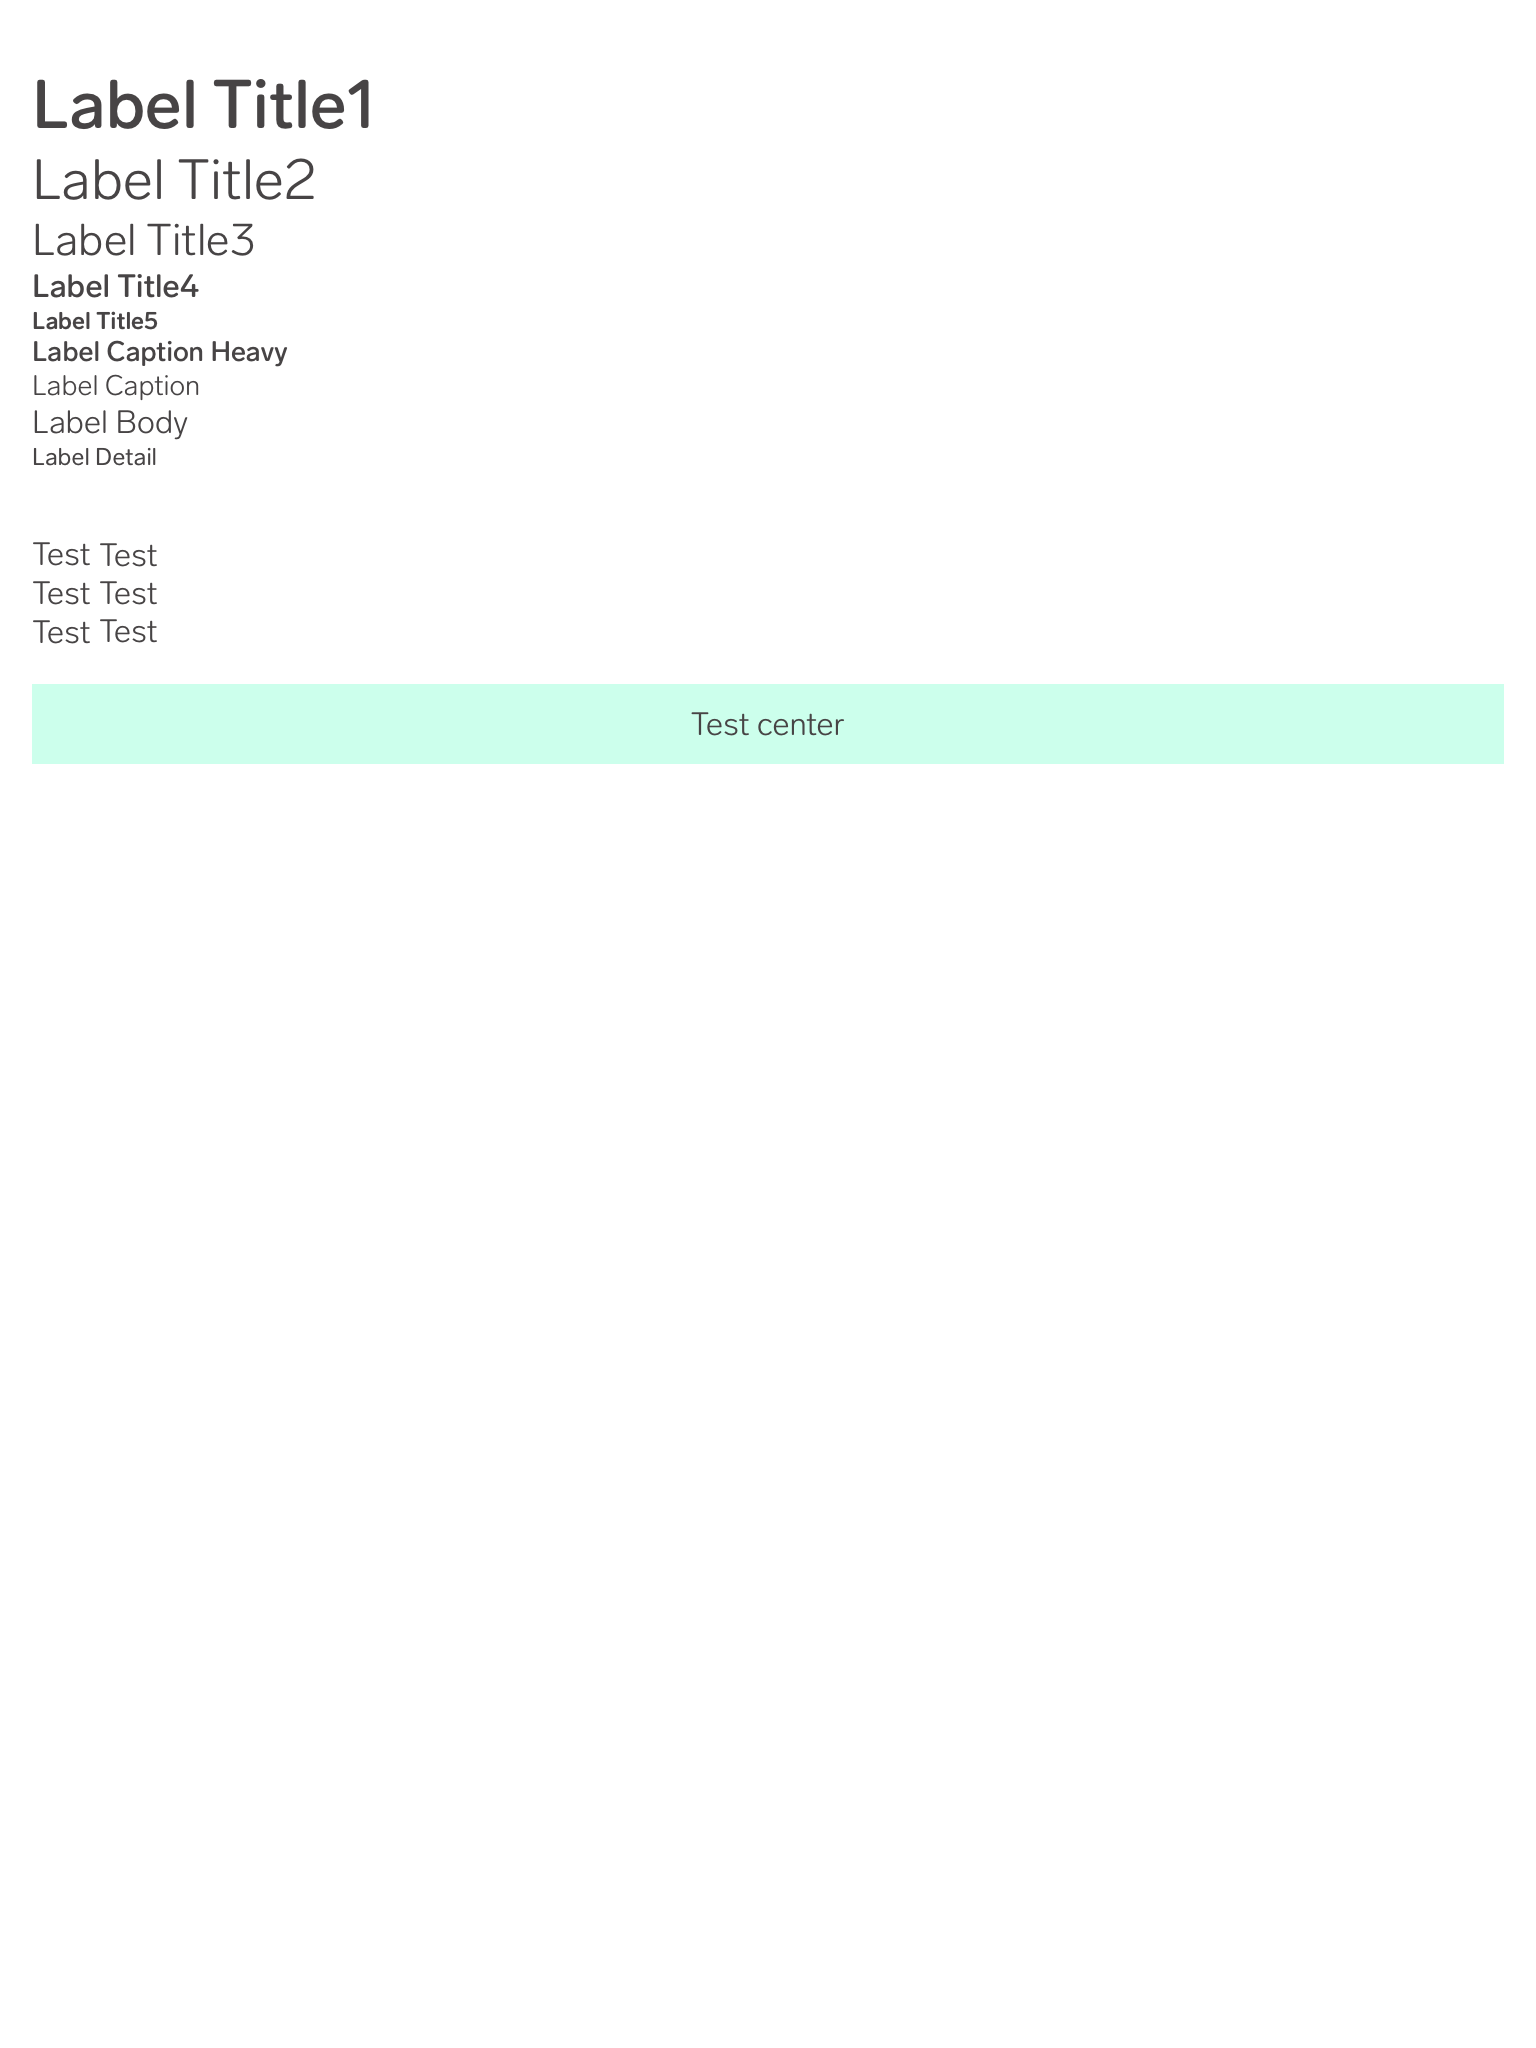 Label Title1
Label Title2
Label Title3
Label Title4
Label Title5
Label Caption Heavy
Label Caption
Label Body
Label Detail
Test Test
Test Test
Test Test
Test center